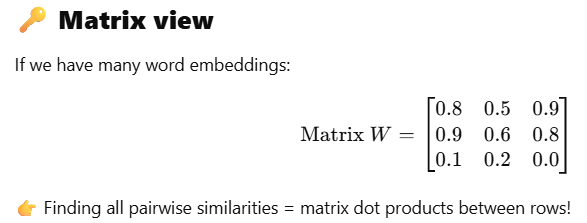 🔑 Matrix view
If we have many word embeddings:
Matrix W = [0.8 0.5 0.9
0.9 0.6 0.8
0.1 0.2 0.0]
👉 Finding all pairwise similarities = matrix dot products between rows!